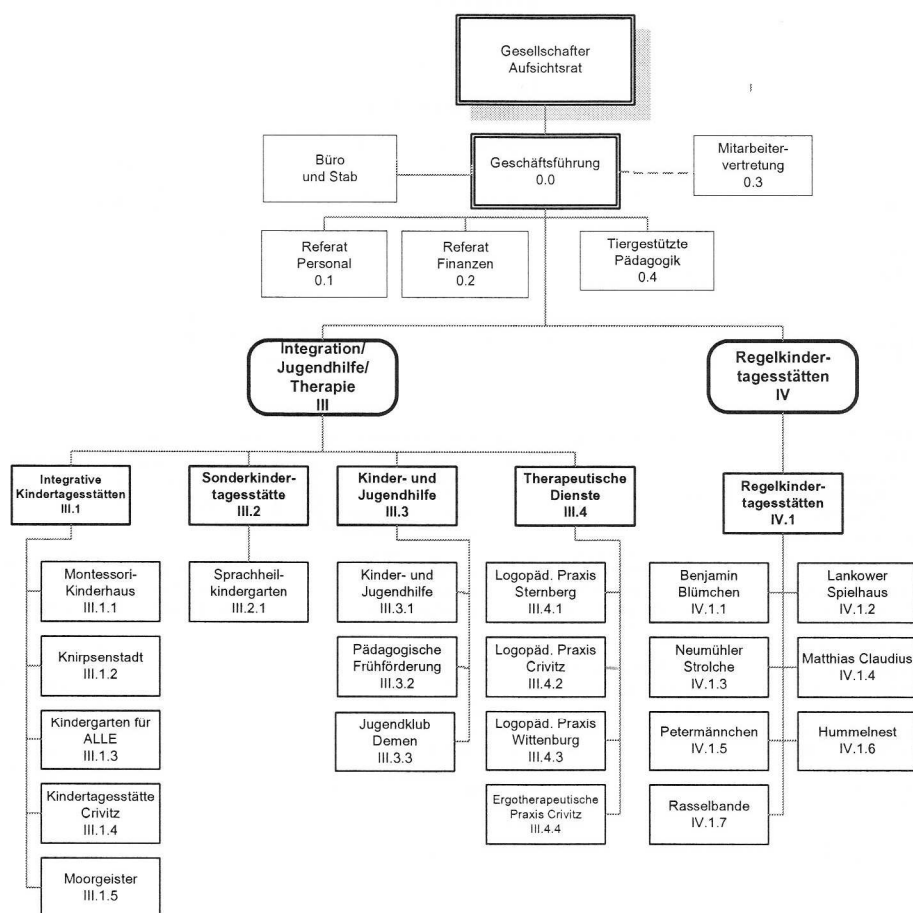 Gesellschafter
Aufsichtsrat
Büro
und Stab
Geschäftsführung
0.0
Mitarbeiter-
vertretung
0.3
Referat
Personal
0.1
Referat
Finanzen
0.2
Tiergestützte
Pädagogik
0.4
Integration/
Jugendhilfe/
Therapie
III
Regelkinder-
tagesstätten
IV
Integrative
Kindertagesstätten
III.1
Sonderkinder-
tagesstätte
III.2
Kinder- und
Jugendhilfe
III.3
Therapeutische
Dienste
III.4
Regelkinder-
tagesstätten
IV.1
Montessori-
Kinderhaus
III.1.1
Knirpsenstadt
III.1.2
Kindergarten für
ALLE
III.1.3
Kindertagesstätte
Crivitz
III.1.4
Moorgeister
III.1.5
Sprachheil-
kindergarten
III.2.1
Kinder- und
Jugendhilfe
III.3.1
Pädagogische
Frühförderung
III.3.2
Jugendklub
Demen
III.3.3
Logopäd. Praxis
Sternberg
III.4.1
Logopäd. Praxis
Crivitz
III.4.2
Logopäd. Praxis
Wittenburg
III.4.3
Ergotherapeutische
Praxis Crivitz
III.4.4
Benjamin
Blümchen
IV.1.1
Lankower
Spielhaus
IV.1.2
Neumühler
Strolche
IV.1.3
Matthias Claudius
IV.1.4
Petermännchen
IV.1.5
Hummelnest
IV.1.6
Rasselbande
IV.1.7